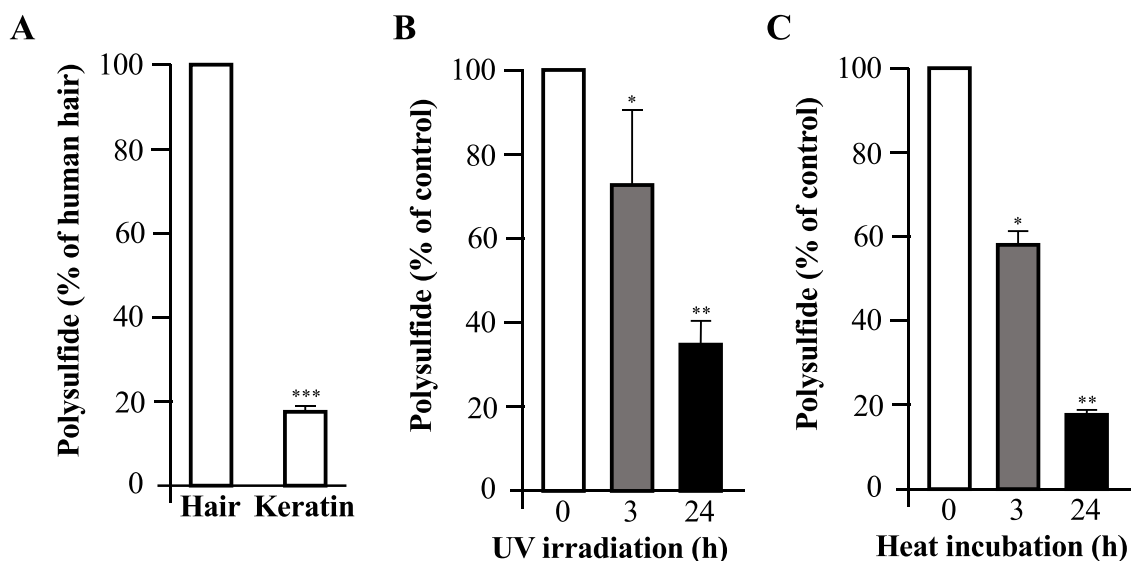 A
Polysulfide (% of human hair)
100
80
60
40
20
0
***
Hair Keratin
B
Polysulfide (% of control)
100
80
60
40
20
0
*
**
0 3 24
UV irradiation (h)
C
Polysulfide (% of control)
100
80
60
40
20
0
*
**
0 3 24
Heat incubation (h)